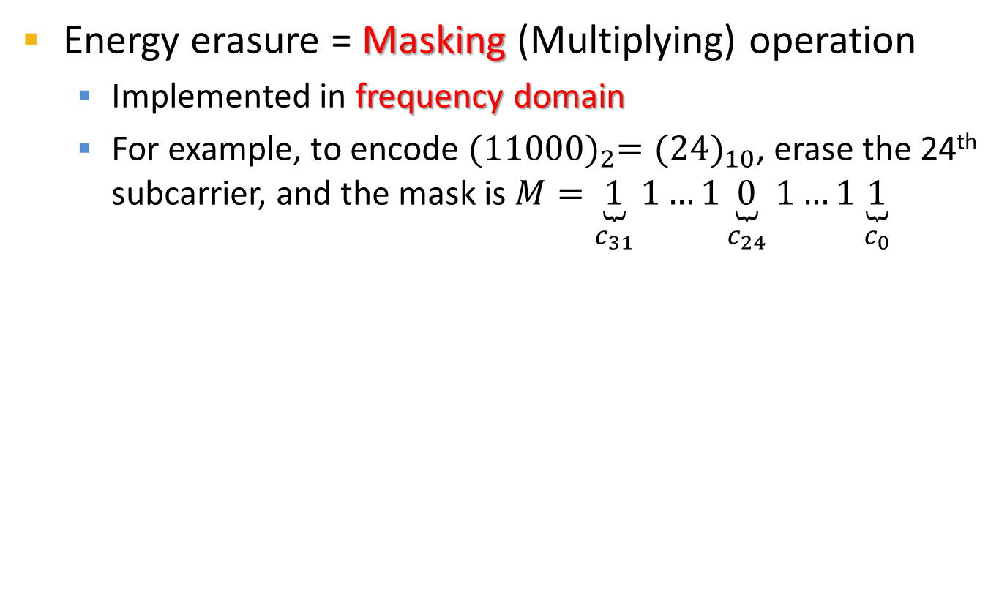 ▪ Energy erasure = Masking (Multiplying) operation
▪ Implemented in frequency domain
▪ For example, to encode (11000)₂= (24)₁₀, erase the 24ᵗʰ
subcarrier, and the mask is 𝑀 = 1 1 … 1 0 1 … 1 1
𝑐₃₁ 𝑐₂₄ 𝑐₀